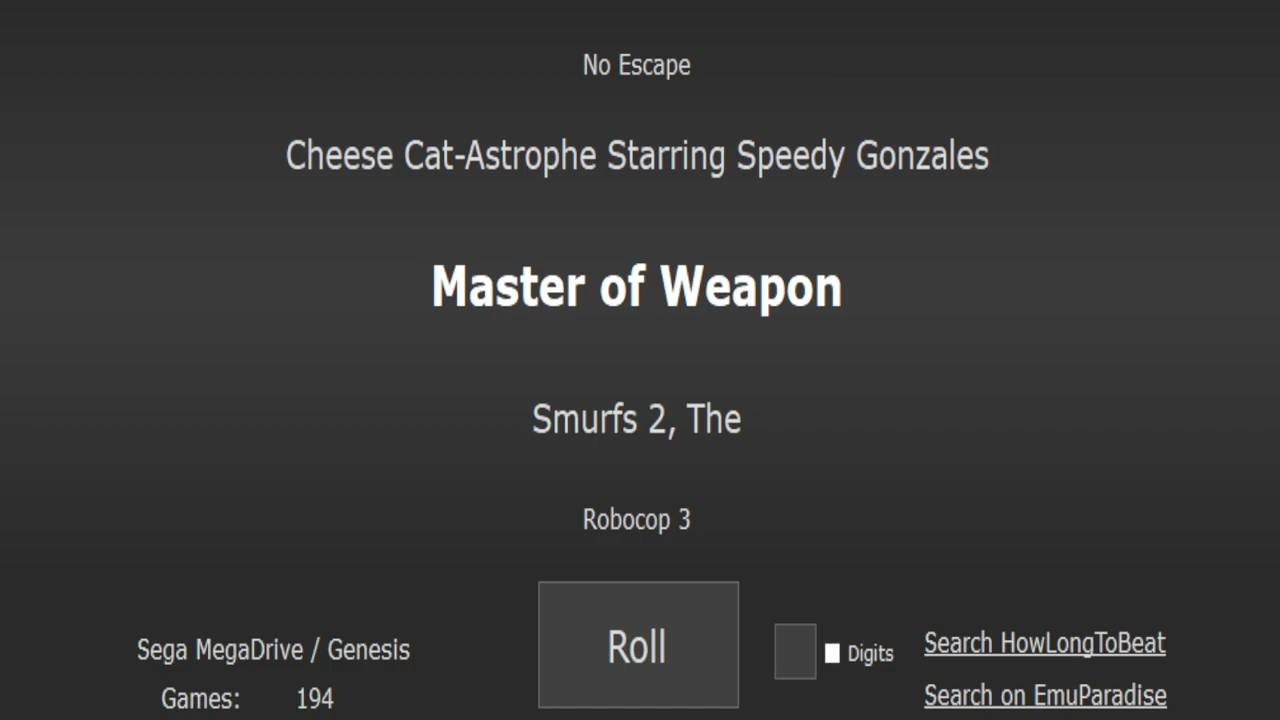 No Escape
Cheese Cat-Astrophe Starring Speedy Gonzales
Master of Weapon
Smurfs 2, The
Robocop 3
Roll
Digits
Search HowLongToBeat
Sega MegaDrive / Genesis
Games: 194
Search on EmuParadise